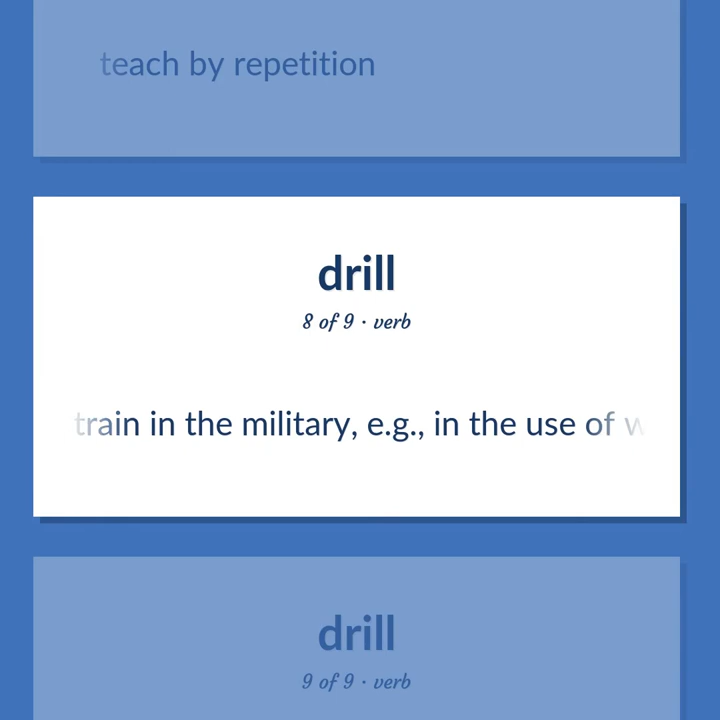 teach by repetition
drill
8 of 9 · verb
train in the military, e.g., in the use of
drill
9 of 9 · verb